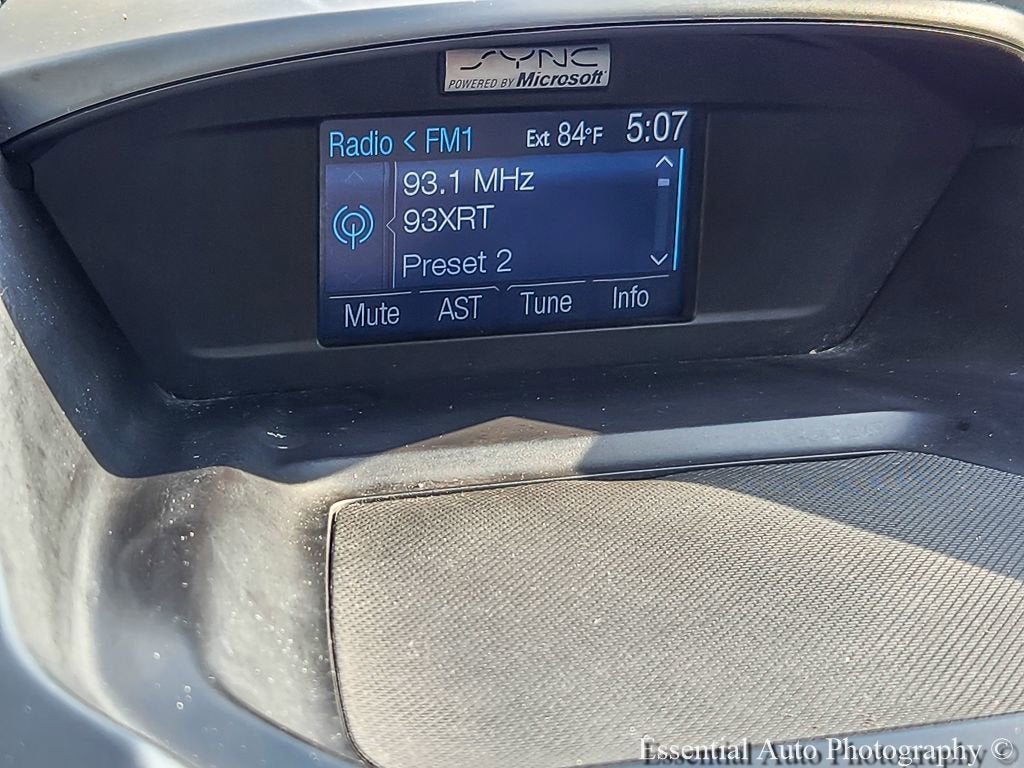 SYNC
POWERED BY Microsoft
Radio < FM1 Ext 84°F 5:07
93.1 MHz
93XRT
Preset 2
Mute AST Tune Info
Essential Auto Photography ©